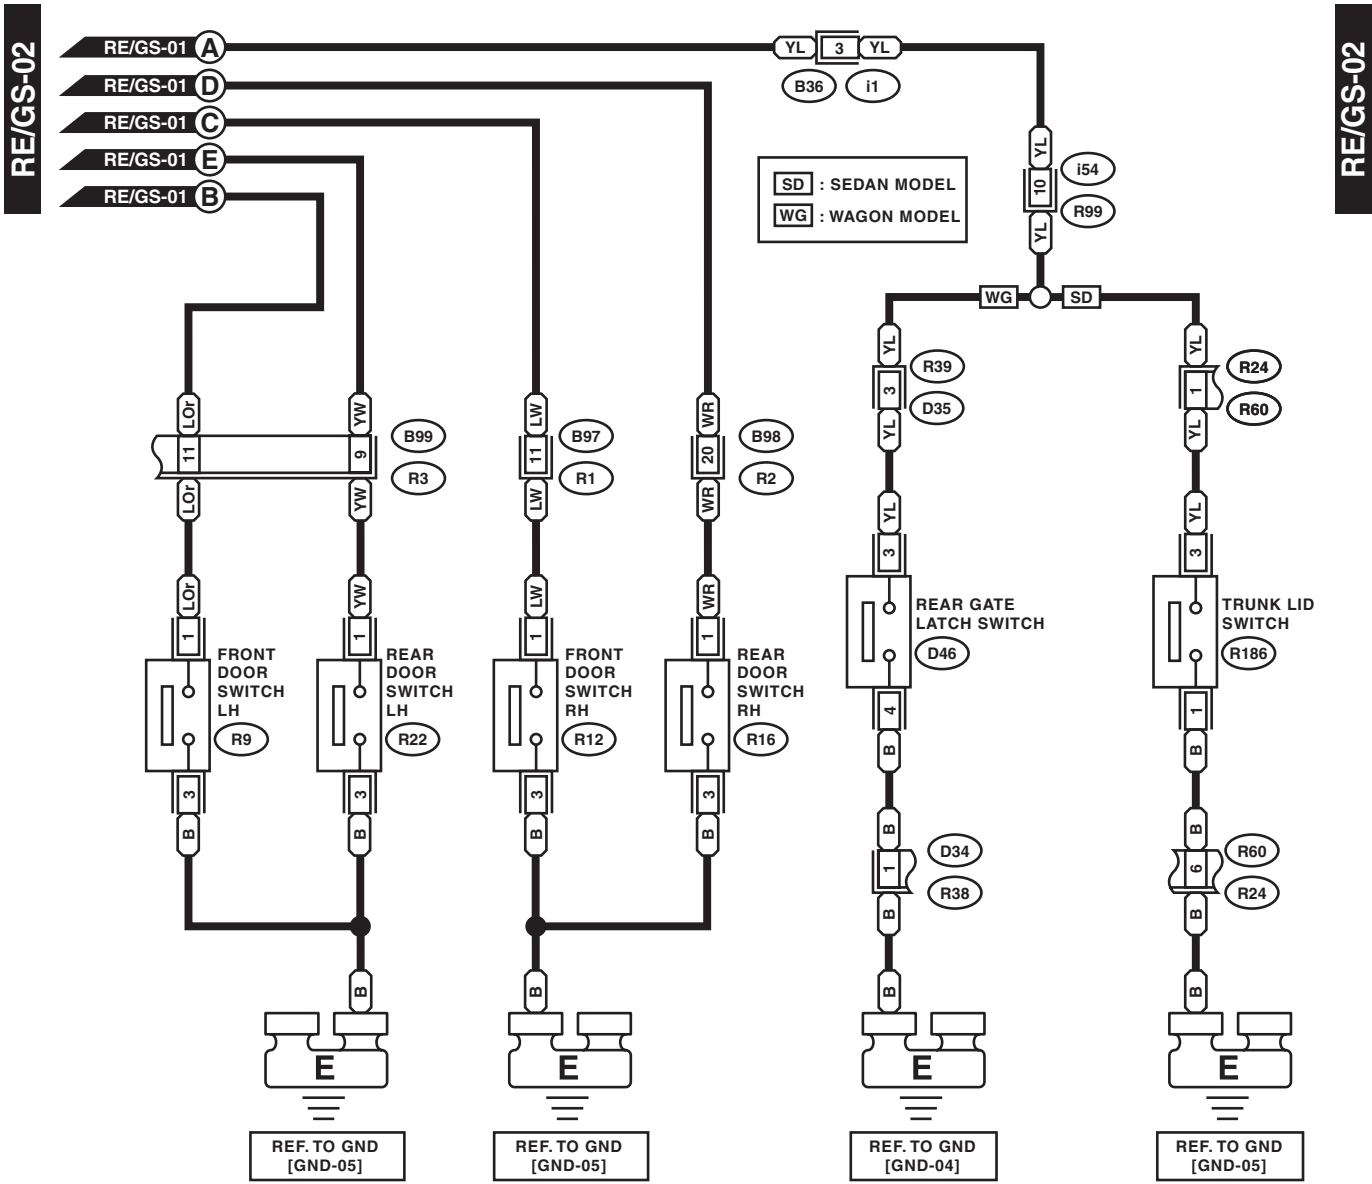 RE/GS-02
RE/GS-02
RE/GS-01 A
YL 3 YL
B36 i1
RE/GS-01 D
RE/GS-01 C
RE/GS-01 E
RE/GS-01 B
YL
10
YL
i54
R99
SD : SEDAN MODEL
WG : WAGON MODEL
WG SD
YL
3
YL
R39
D35
YL
1
YL
R24
R60
LOr
11
LOr
YW
9
YW
B99
R3
LW
11
LW
B97
R1
WR
20
WR
B98
R2
LOr
1
FRONT
DOOR
SWITCH
LH
R9
3
B
YW
1
REAR
DOOR
SWITCH
LH
R22
3
B
LW
1
FRONT
DOOR
SWITCH
RH
R12
3
B
WR
1
REAR
DOOR
SWITCH
RH
R16
3
B
YL
3
REAR GATE
LATCH SWITCH
D46
4
B
YL
3
TRUNK LID
SWITCH
R186
1
B
B
1
B
D34
R38
B
6
B
R60
R24
B
B
B
B
E
E
E
E
REF. TO GND
[GND-05]
REF. TO GND
[GND-05]
REF. TO GND
[GND-04]
REF. TO GND
[GND-05]